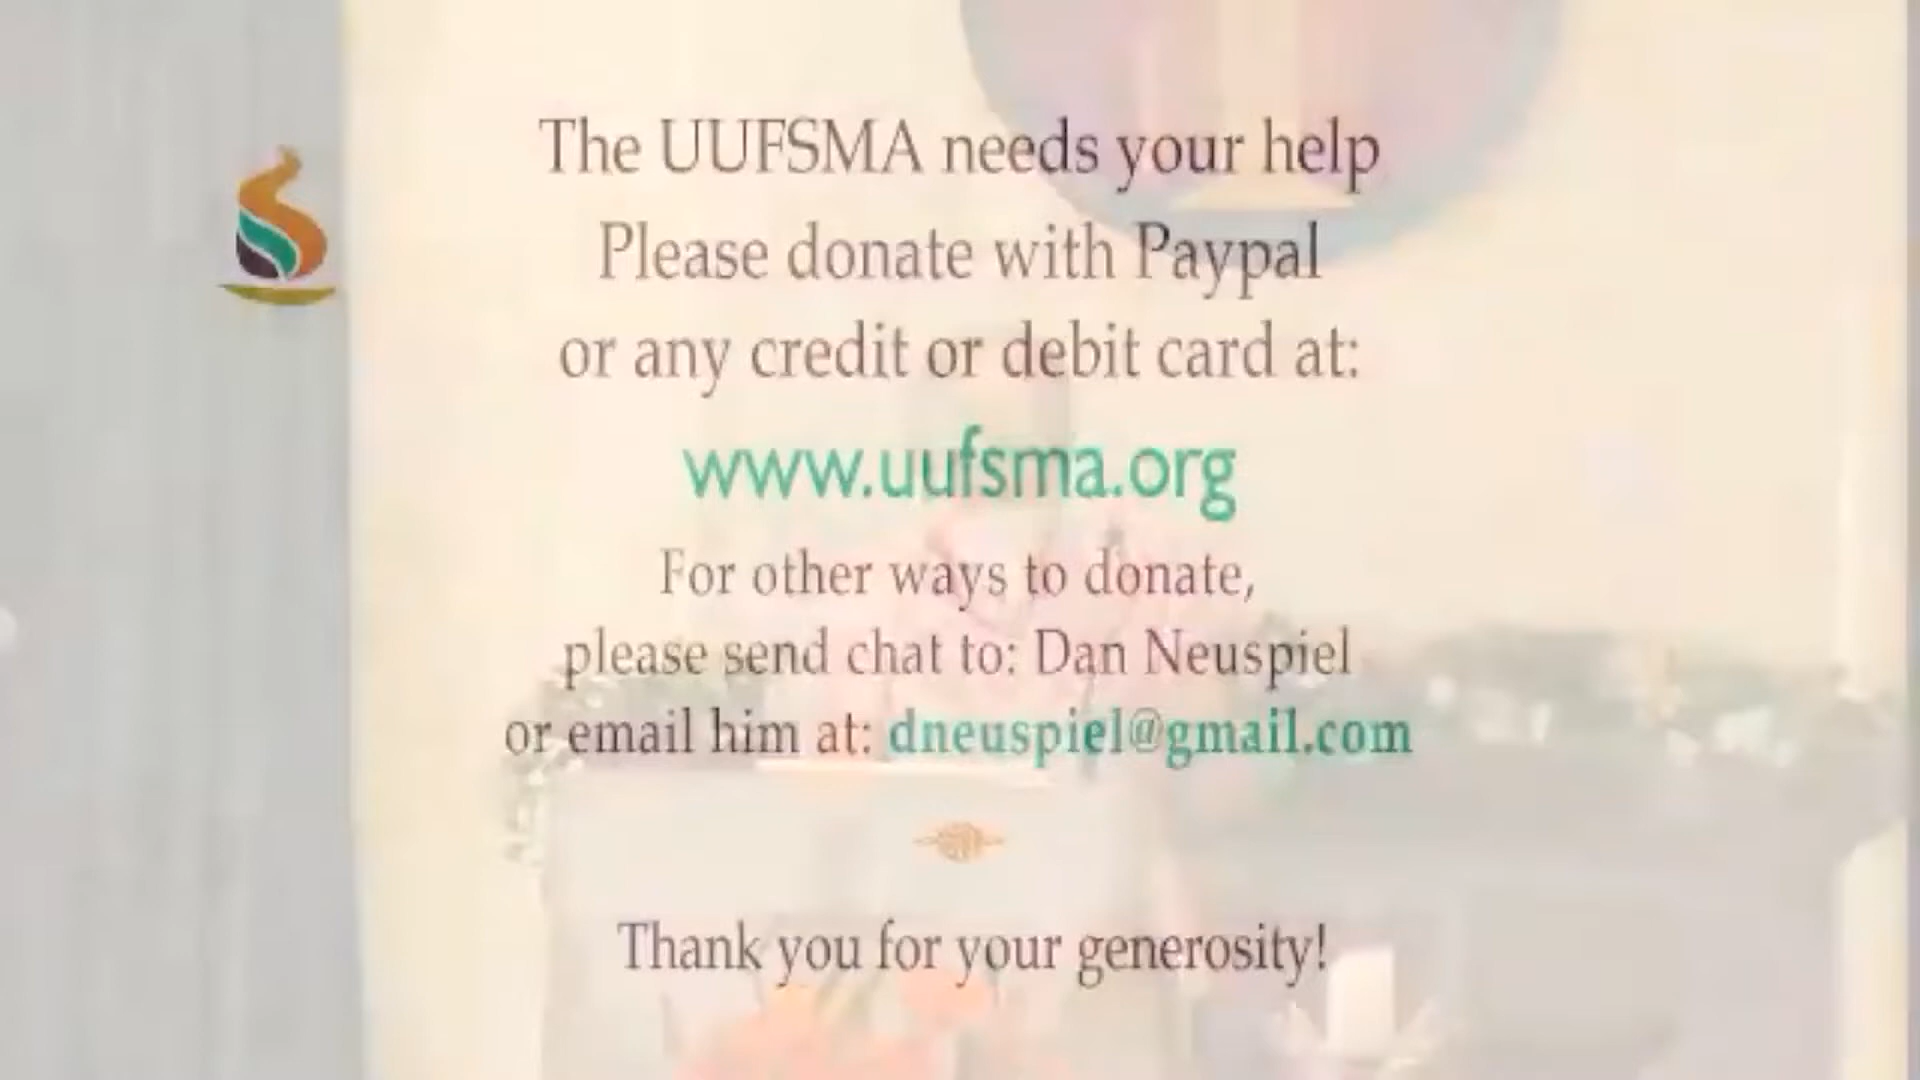 The UUFSMA needs your help
Please donate with Paypal
or any credit or debit card at:
www.uufsma.org
For other ways to donate,
please send chat to: Dan Neuspiel
or email him at: dneuspiel@gmail.com
Thank you for your generosity!